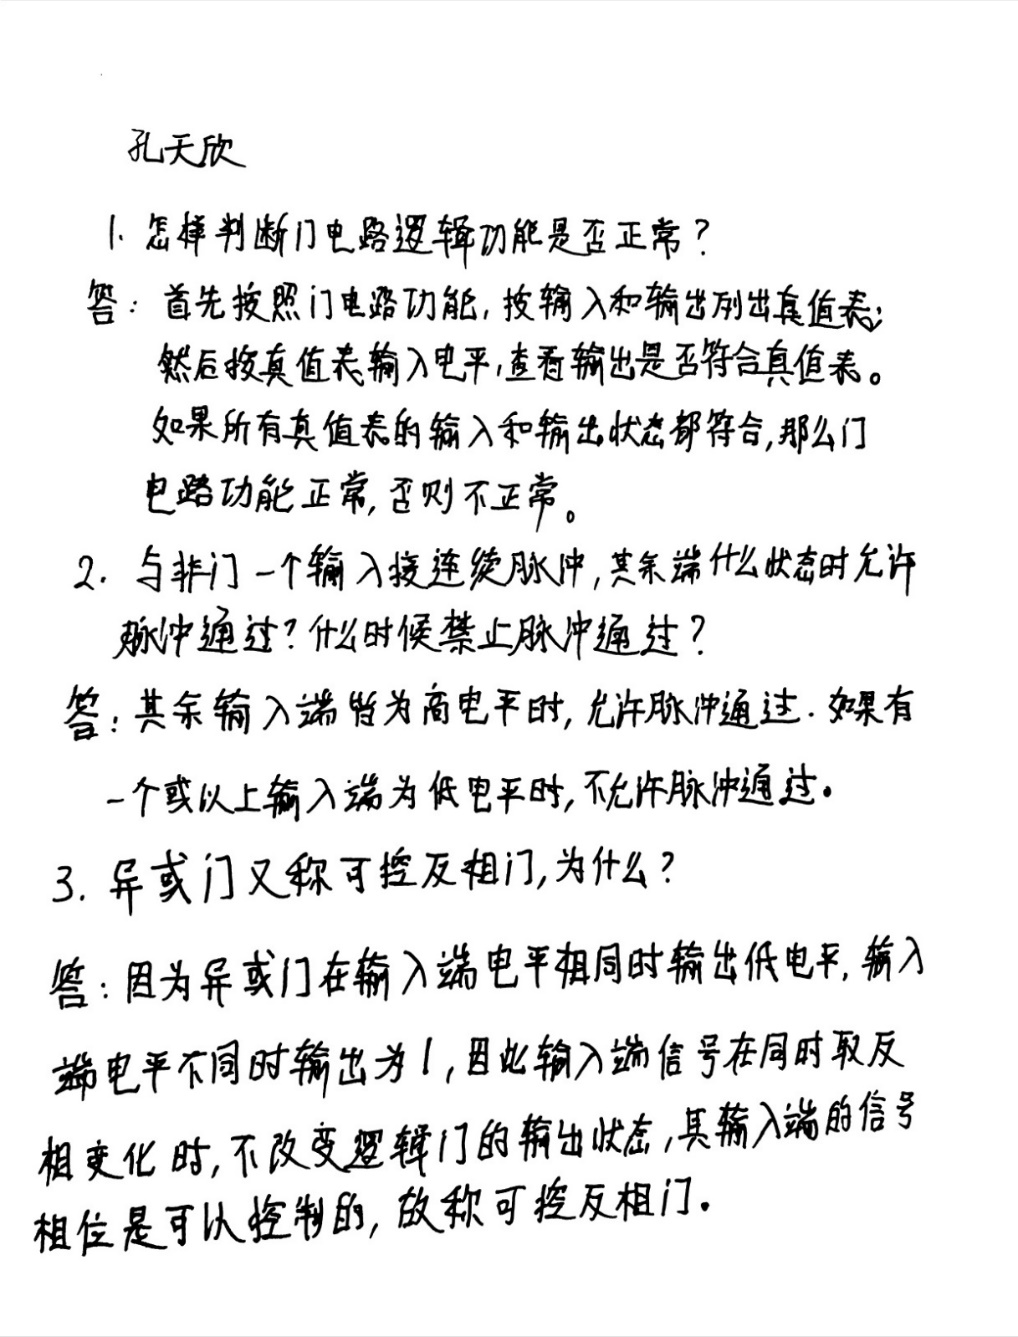 孔天欣
1. 怎样判断门电路逻辑功能是否正常？
答：首先按照门电路功能，按输入和输出列出真值表；
然后按真值表输入电平，查看输出是否符合真值表。
如果所有真值表的输入和输出状态都符合，那么门
电路功能正常，否则不正常。
2. 与非门一个输入接连续脉冲，其余端什么状态时允许
脉冲通过？什么时候禁止脉冲通过？
答：其余输入端皆为高电平时，允许脉冲通过. 如果有
一个或以上输入端为低电平时，不允许脉冲通过。
3. 异或门又称可控反相门，为什么？
答：因为异或门在输入端电平相同时输出低电平，输入
端电平不同时输出为1，因此输入端信号在同时取反
相变化时，不改变逻辑门的输出状态，其输入端的信号
相位是可以控制的，故称可控反相门。